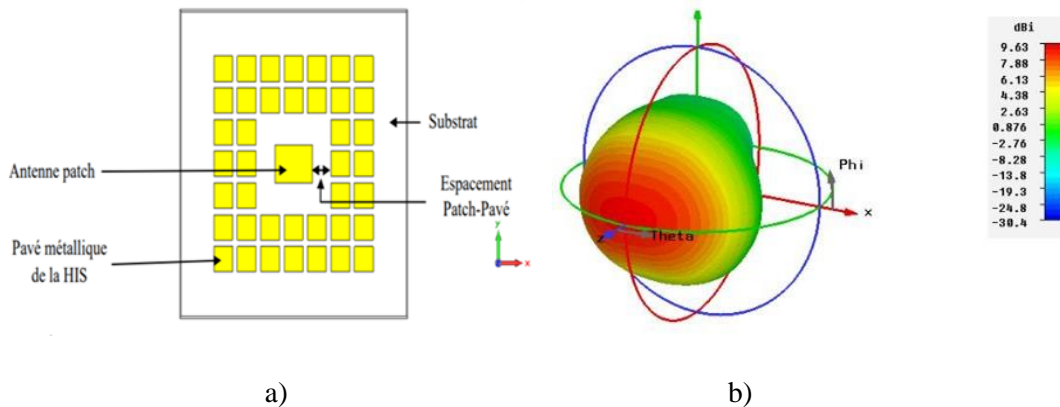 Substrat
Antenne patch
Espacement
Patch-Pavé
Pavé métallique
de la HIS
y
x
Phi
x
z
Theta
dBi
9.63
7.88
6.13
4.38
2.63
0.876
-2.76
-8.28
-13.8
-19.3
-24.8
-30.4
a)
b)